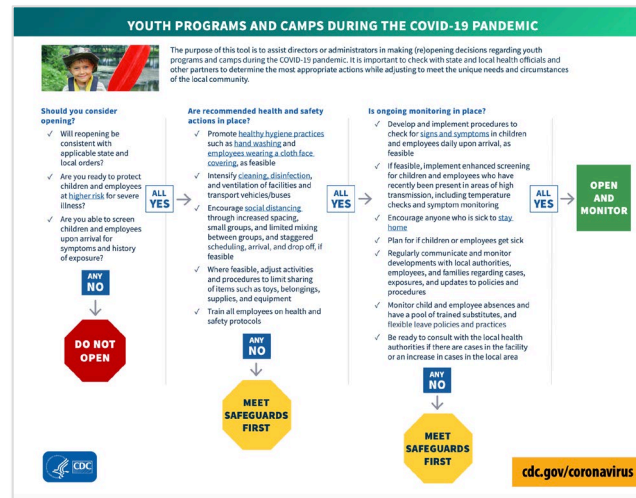 YOUTH PROGRAMS AND CAMPS DURING THE COVID-19 PANDEMIC
The purpose of this tool is to assist directors or administrators in making (re)opening decisions regarding youth
programs and camps during the COVID-19 pandemic. It is important to check with state and local health officials and
other partners to determine the most appropriate actions while adjusting to meet the unique needs and circumstances
of the local community.
Should you consider
opening?
✓ Will reopening be
consistent with
applicable state and
local orders?
✓ Are you ready to protect
children and employees
at higher risk for severe
illness?
✓ Are you able to screen
children and employees
upon arrival for
symptoms and history
of exposure?
ANY
NO
DO NOT
OPEN
ALL
YES
Are recommended health and safety
actions in place?
✓ Promote healthy hygiene practices
such as hand washing and
employees wearing a cloth face
covering, as feasible
✓ Intensify cleaning, disinfection,
and ventilation of facilities and
transport vehicles/buses
✓ Encourage social distancing
through increased spacing,
small groups, and limited mixing
between groups, and staggered
scheduling, arrival, and drop off, if
feasible
✓ Where feasible, adjust activities
and procedures to limit sharing
of items such as toys, belongings,
supplies, and equipment
✓ Train all employees on health and
safety protocols
ANY
NO
MEET
SAFEGUARDS
FIRST
ALL
YES
Is ongoing monitoring in place?
✓ Develop and implement procedures to
check for signs and symptoms in children
and employees daily upon arrival, as
feasible
✓ If feasible, implement enhanced screening
for children and employees who have
recently been present in areas of high
transmission, including temperature
checks and symptom monitoring
✓ Encourage anyone who is sick to stay
home
✓ Plan for if children or employees get sick
✓ Regularly communicate and monitor
developments with local authorities,
employees, and families regarding cases,
exposures, and updates to policies and
procedures
✓ Monitor child and employee absences and
have a pool of trained substitutes, and
flexible leave policies and practices
✓ Be ready to consult with the local health
authorities if there are cases in the facility
or an increase in cases in the local area
ANY
NO
MEET
SAFEGUARDS
FIRST
ALL
YES
OPEN
AND
MONITOR
CDC
cdc.gov/coronavirus